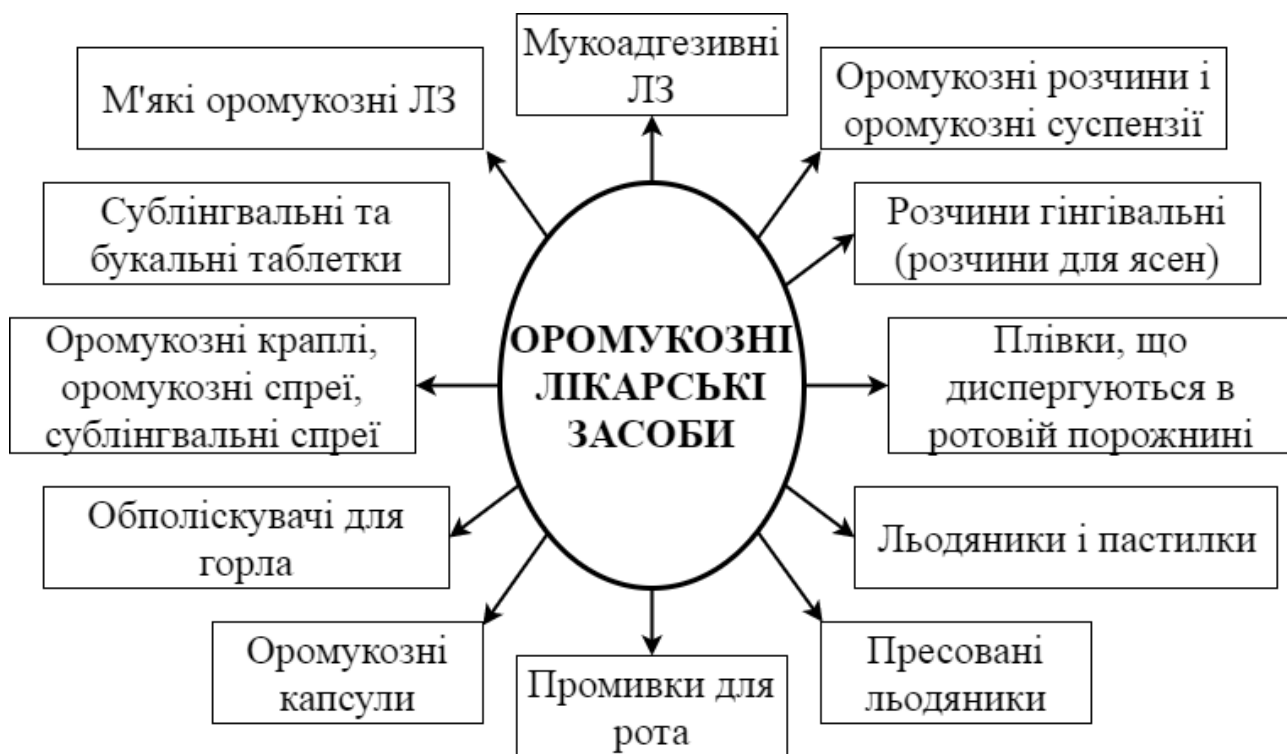 Мукоадгезивні
ЛЗ
М'які оромукозні ЛЗ
Оромукозні розчини і
оромукозні суспензії
Сублінгвальні та
букальні таблетки
Розчини гінгівальні
(розчини для ясен)
Оромукозні краплі,
оромукозні спреї,
сублінгвальні спреї
ОРОМУКОЗНІ
ЛІКАРСЬКІ
ЗАСОБИ
Плівки, що
диспергуються в
ротовій порожнині
Обполіскувачі для
горла
Льодяники і пастилки
Оромукозні
капсули
Промивки для
рота
Пресовані
льодяники